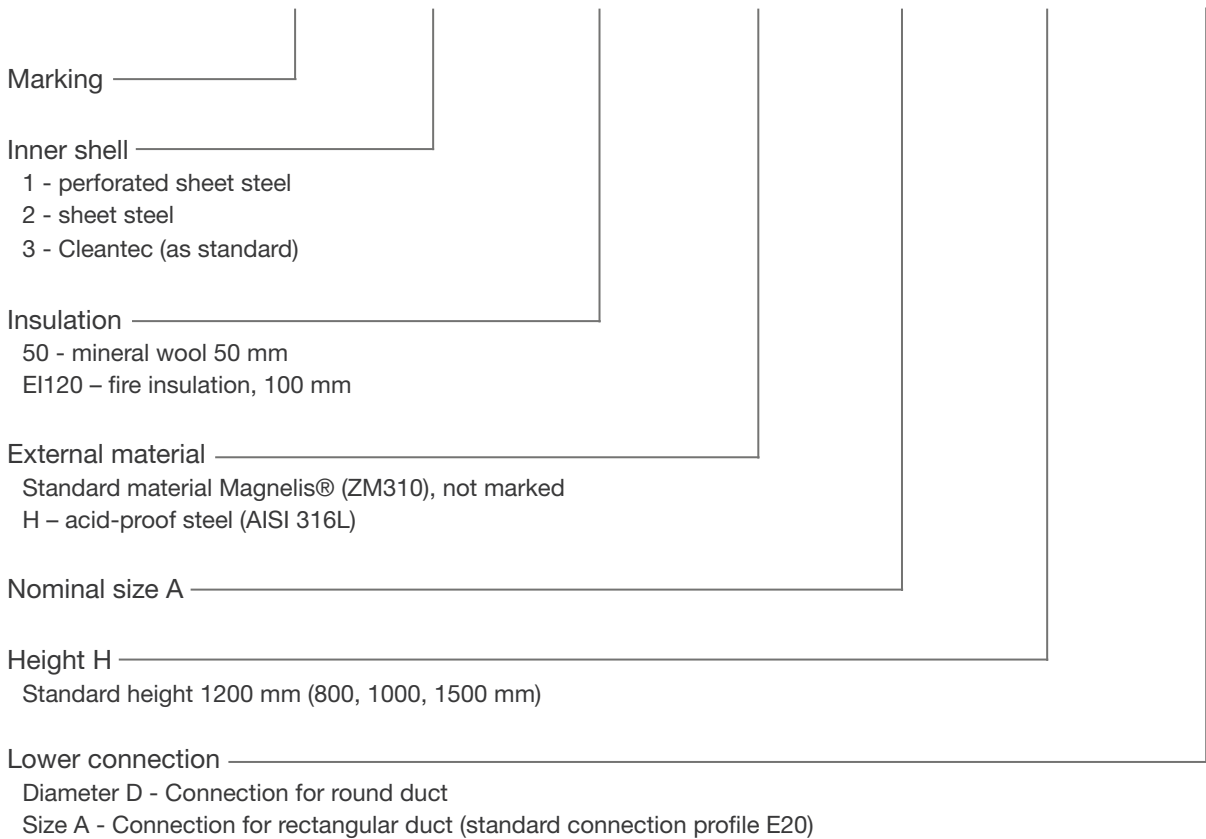 Marking
Inner shell
1 - perforated sheet steel
2 - sheet steel
3 - Cleantec (as standard)
Insulation
50 - mineral wool 50 mm
EI120 – fire insulation, 100 mm
External material
Standard material Magnelis® (ZM310), not marked
H – acid-proof steel (AISI 316L)
Nominal size A
Height H
Standard height 1200 mm (800, 1000, 1500 mm)
Lower connection
Diameter D - Connection for round duct
Size A - Connection for rectangular duct (standard connection profile E20)